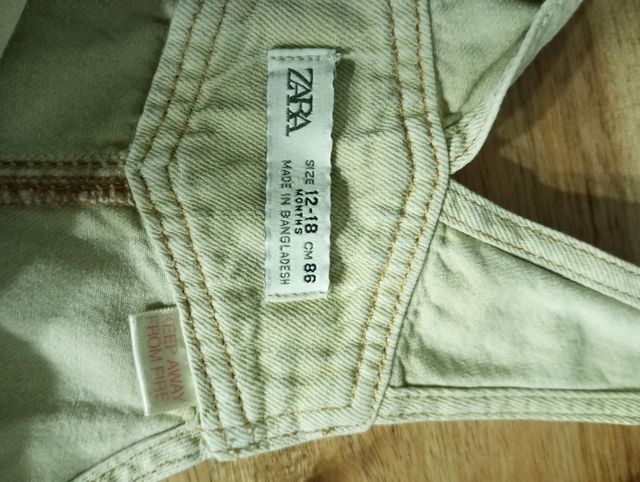 ZARA
SIZE 12-18 CM 86
MONTHS
MADE IN BANGLADESH
KEEP AWAY
FROM FIRE